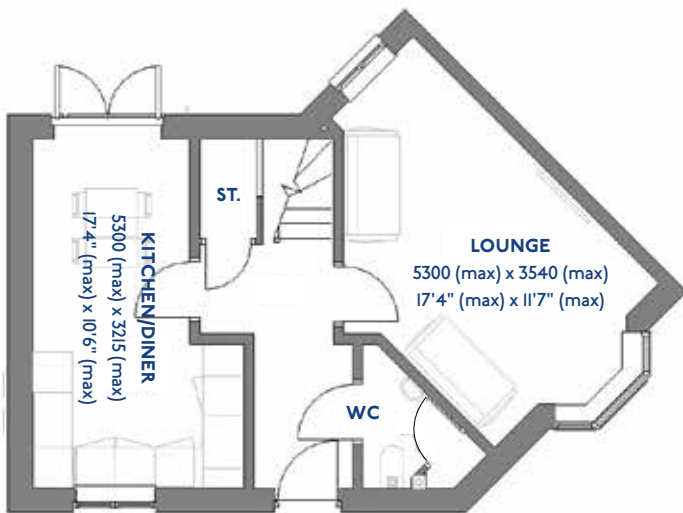 KITCHEN/DINER
5300 (max) x 3215 (max)
17'4" (max) x 10'6" (max)
ST.
LOUNGE
5300 (max) x 3540 (max)
17'4" (max) x 11'7" (max)
WC